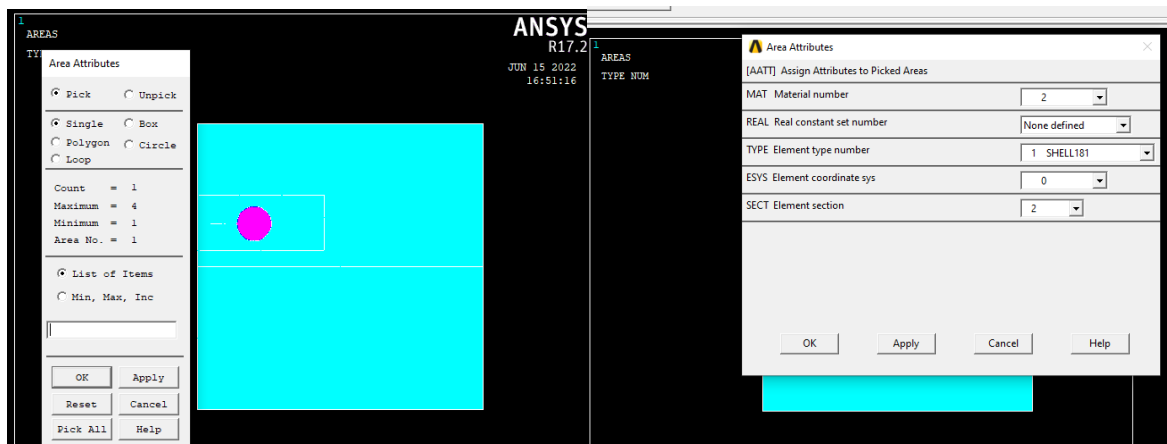 1
AREAS
TY
ANSYS
R17.2
JUN 15 2022
16:51:16
Area Attributes
Pick Unpick
Single Box
Polygon Circle
Loop
Count = 1
Maximum = 4
Minimum = 1
Area No. = 1
List of Items
Min, Max, Inc
OK Apply
Reset Cancel
Pick All Help
1
AREAS
TYPE NUM
Area Attributes
[AATT] Assign Attributes to Picked Areas
MAT Material number 2
REAL Real constant set number None defined
TYPE Element type number 1 SHELL181
ESYS Element coordinate sys 0
SECT Element section 2
OK Apply Cancel Help